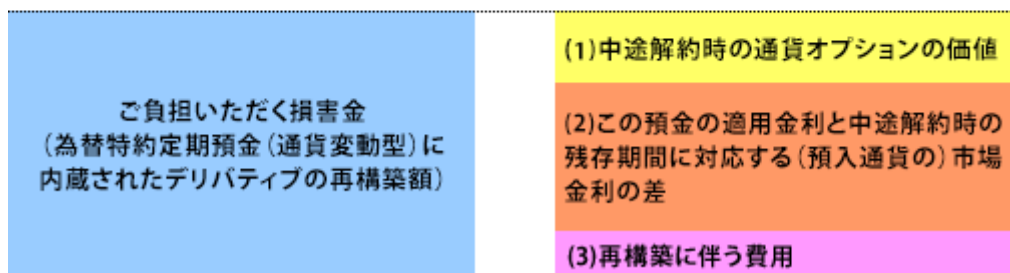 ご負担いただく損害金
（為替特約定期預金（通貨変動型）に
内蔵されたデリバティブの再構築額）
(1)中途解約時の通貨オプションの価値
(2)この預金の適用金利と中途解約時の
残存期間に対応する（預入通貨の）市場
金利の差
(3)再構築に伴う費用